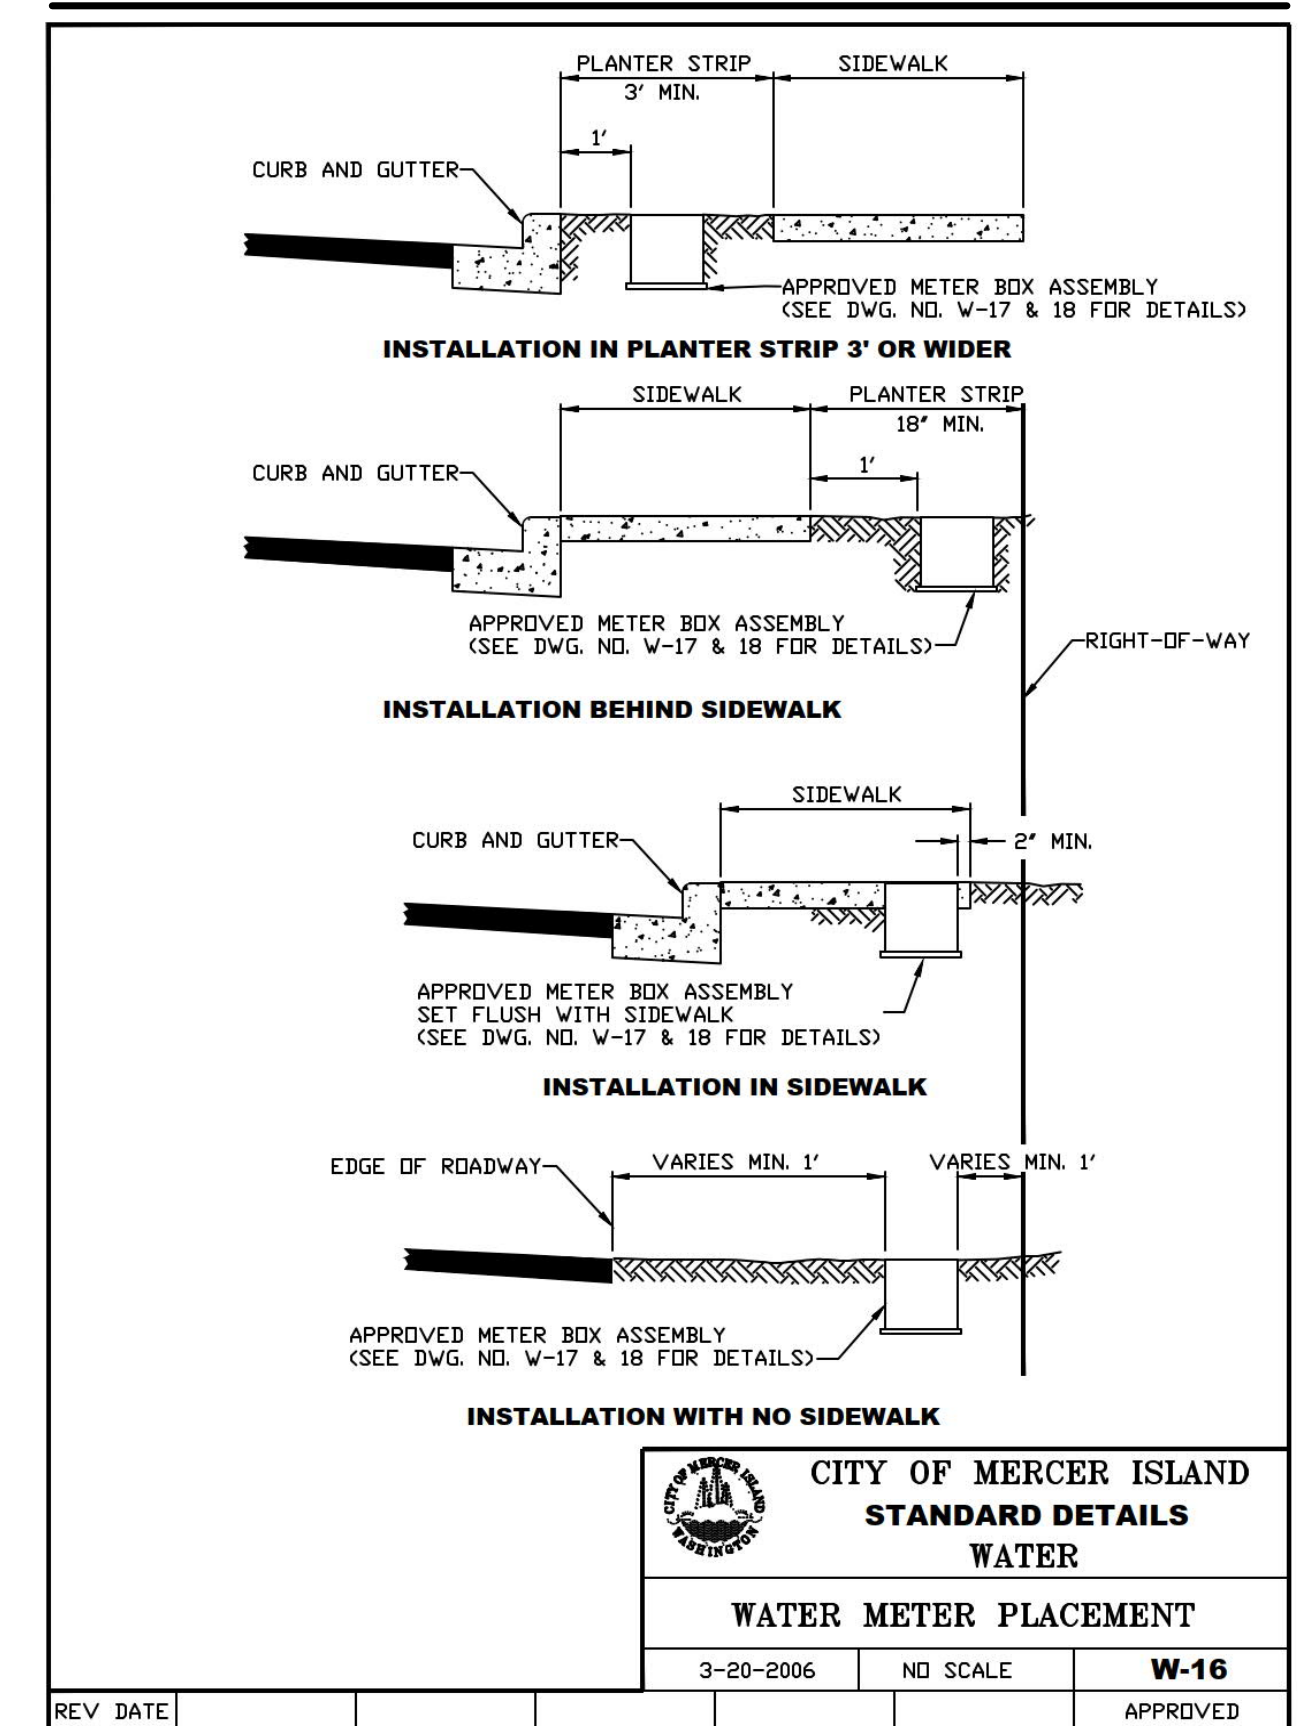 PLANTER STRIP
SIDEWALK
3' MIN.
1'
CURB AND GUTTER
APPROVED METER BOX ASSEMBLY
(SEE DWG. NO. W-17 & 18 FOR DETAILS)
INSTALLATION IN PLANTER STRIP 3' OR WIDER
SIDEWALK
PLANTER STRIP
18" MIN.
1'
CURB AND GUTTER
APPROVED METER BOX ASSEMBLY
(SEE DWG. NO. W-17 & 18 FOR DETAILS)
RIGHT-OF-WAY
INSTALLATION BEHIND SIDEWALK
SIDEWALK
CURB AND GUTTER
2" MIN.
APPROVED METER BOX ASSEMBLY
SET FLUSH WITH SIDEWALK
(SEE DWG. NO. W-17 & 18 FOR DETAILS)
INSTALLATION IN SIDEWALK
EDGE OF ROADWAY
VARIES MIN. 1'
VARIES MIN. 1'
APPROVED METER BOX ASSEMBLY
(SEE DWG. NO. W-17 & 18 FOR DETAILS)
INSTALLATION WITH NO SIDEWALK
CITY OF MERCER ISLAND
WASHINGTON
CITY OF MERCER ISLAND
STANDARD DETAILS
WATER
WATER METER PLACEMENT
3-20-2006
NO SCALE
W-16
REV DATE
APPROVED